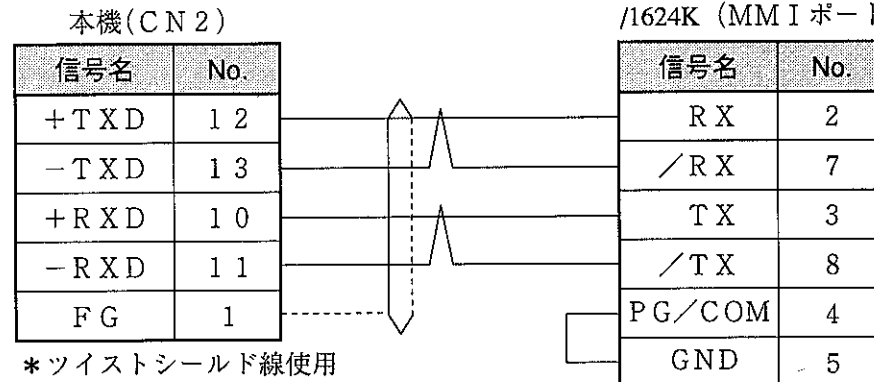 本機(CN2)
信号名 No.
+TXD 12
-TXD 13
+RXD 10
-RXD 11
FG 1
*ツイストシールド線使用
/1624K (MMIポート
信号名 No.
RX 2
/RX 7
TX 3
/TX 8
PG/COM 4
GND 5